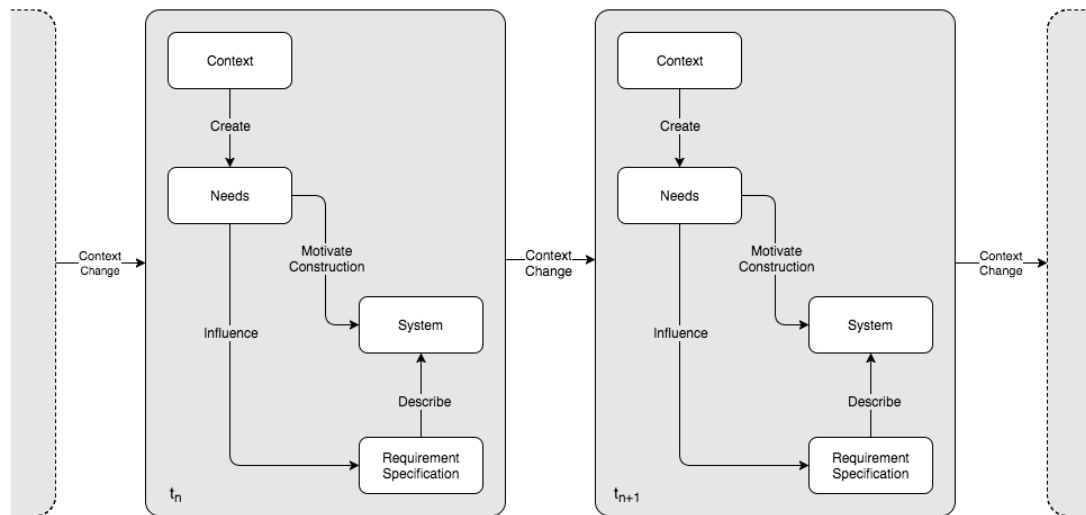 Context
Create
Needs
Context
Change
Motivate
Construction
Influence
System
Describe
Requirement
Specification
tn
Context
Change
Context
Create
Needs
Motivate
Construction
Influence
System
Describe
Requirement
Specification
tn+1
Context
Change